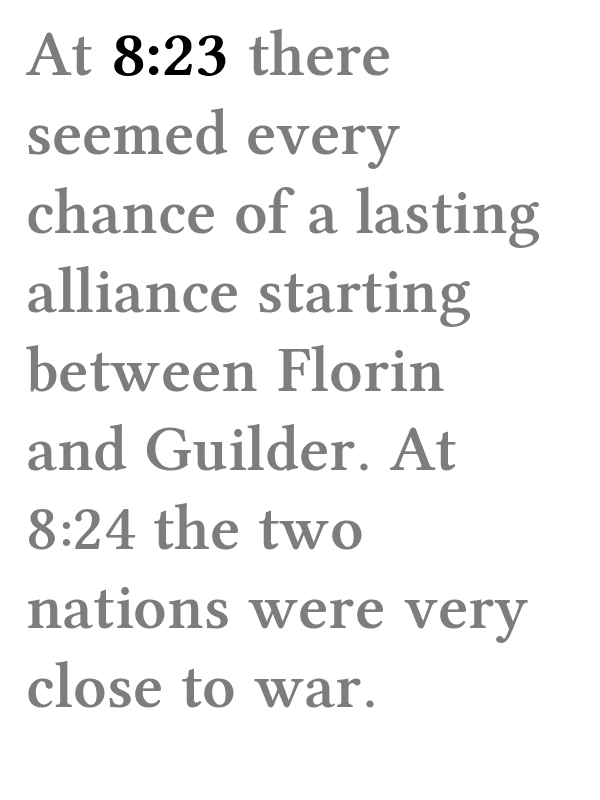 At 8:23 there
seemed every
chance of a lasting
alliance starting
between Florin
and Guilder. At
8:24 the two
nations were very
close to war.